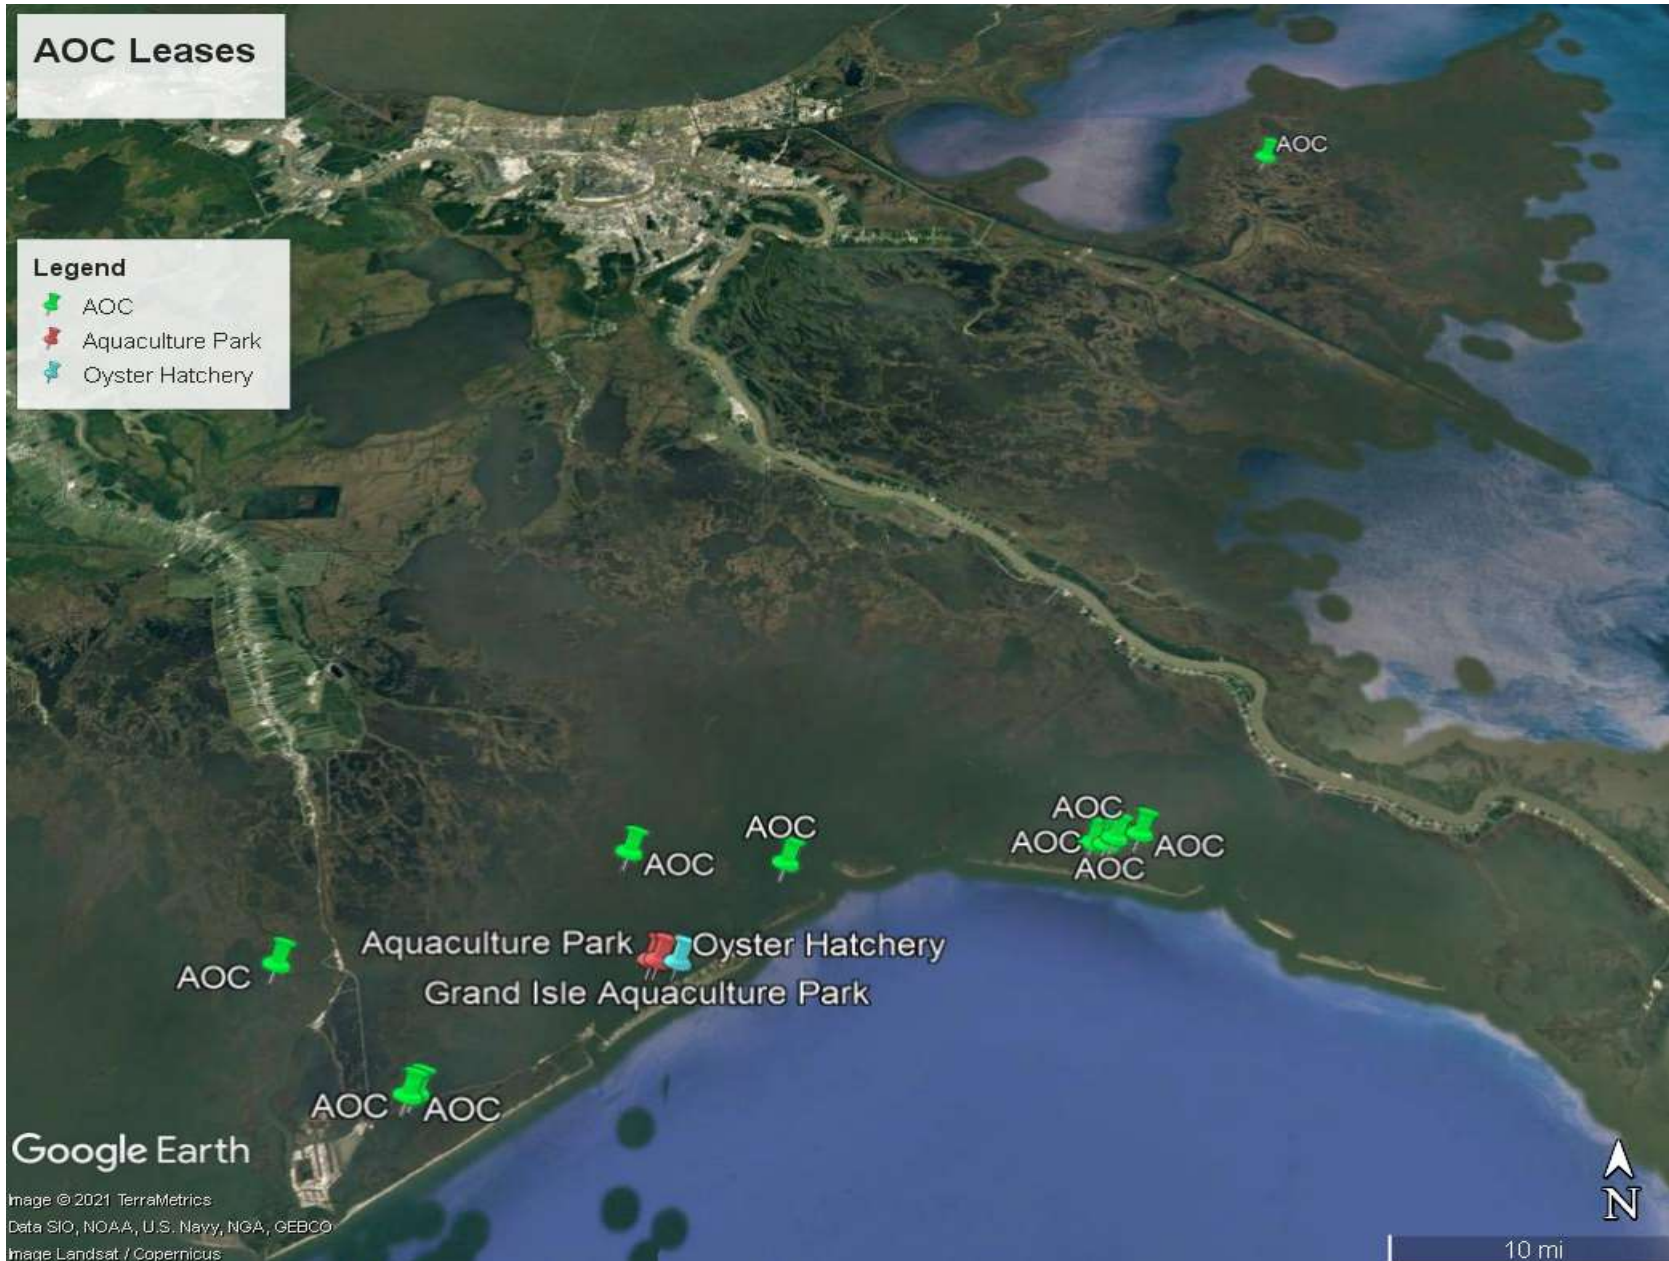 AOC Leases
AOC
Legend
AOC
Aquaculture Park
Oyster Hatchery
AOC
AOC
AOC
AOC
AOC
AOC
AOC
Aquaculture Park
Oyster Hatchery
AOC
Grand Isle Aquaculture Park
AOC
AOC
Google Earth
Image © 2021 TerraMetrics
Data SIO, NOAA, U.S. Navy, NGA, GEBCO
Image Landsat / Copernicus
N
10 mi